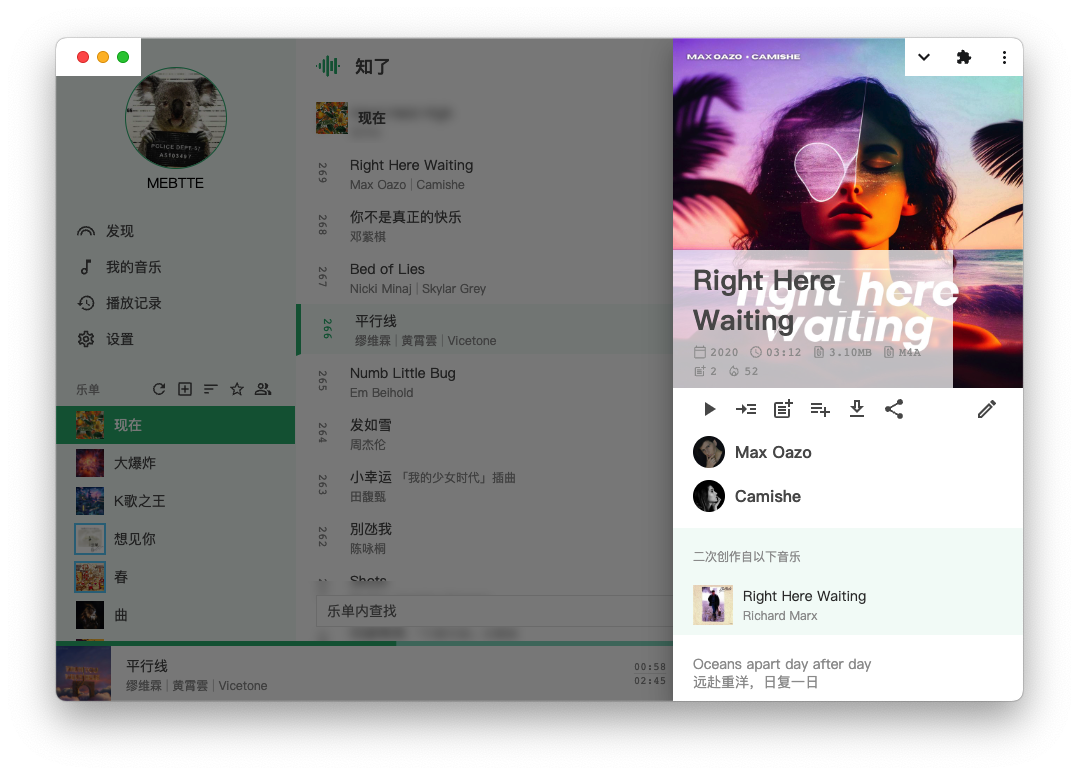 POLICE DEPT-ST
A3703887
MEBTTE
发现
我的音乐
播放记录
设置
乐单
现在
大爆炸
K歌之王
想见你
春
曲
知了
现在
269
Right Here Waiting
Max Oazo | Camishe
268
你不是真正的快乐
邓紫棋
267
Bed of Lies
Nicki Minaj | Skylar Grey
266
平行线
缪维霖 | 黄霄雲 | Vicetone
265
Numb Little Bug
Em Beihold
264
发如雪
周杰伦
263
小幸运 「我的少女时代」插曲
田馥甄
262
別氹我
陈咏桐
Shots
乐单内查找
平行线
缪维霖 | 黄霄雲 | Vicetone
00:58
02:45
MAX OAZO • CAMISHE
right here
waiting
Right Here
Waiting
2020 03:12 3.10MB M4A
2 52
Max Oazo
Camishe
二次创作自以下音乐
Right Here Waiting
Richard Marx
Oceans apart day after day
远赴重洋，日复一日